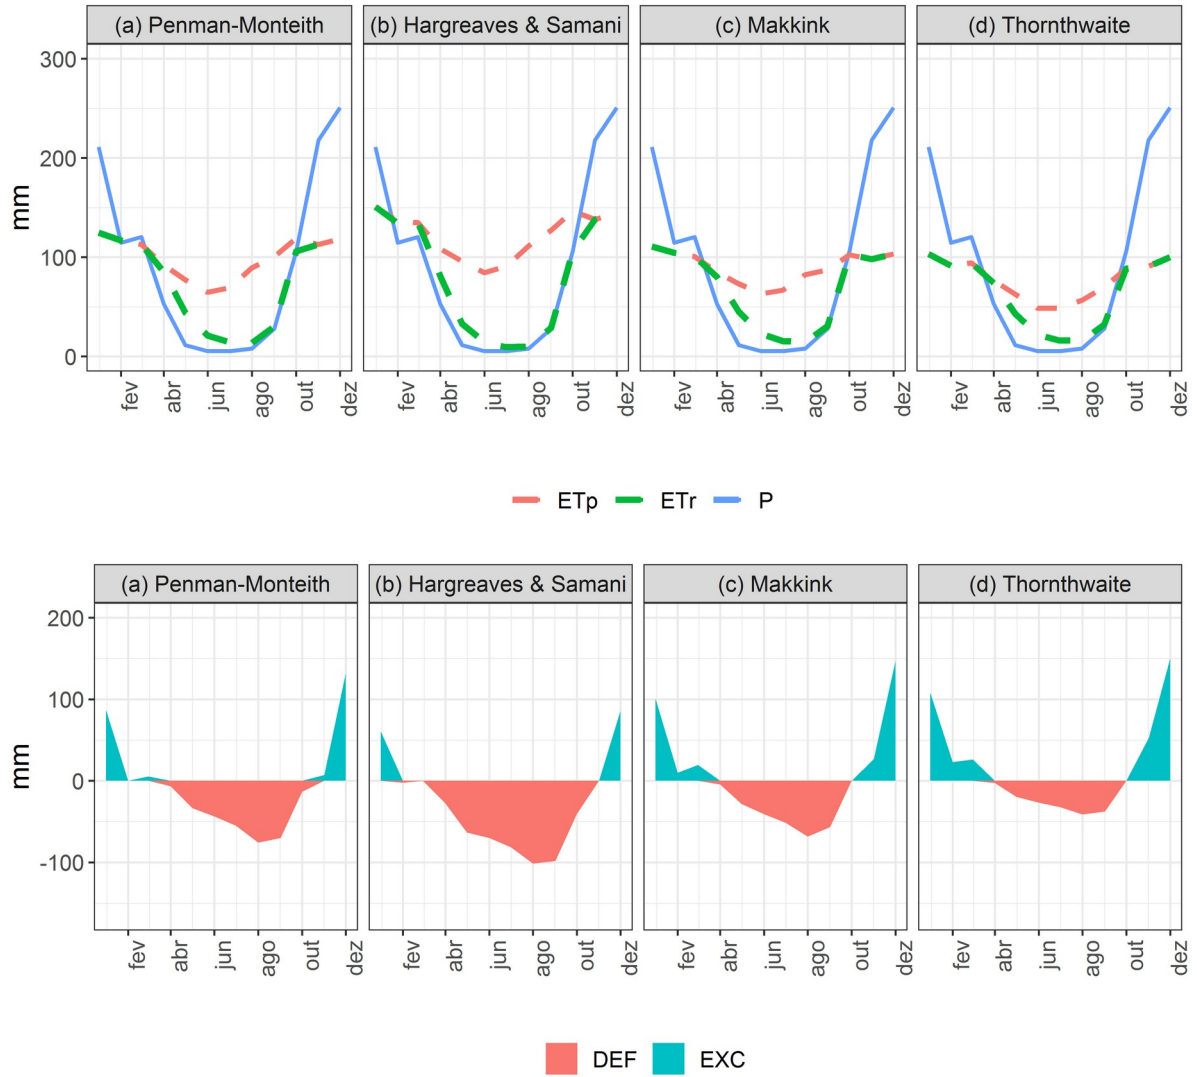 (a) Penman-Monteith (b) Hargreaves & Samani (c) Makkink (d) Thornthwaite
300
200
100
0
mm
fev abr jun ago out dez fev abr jun ago out dez fev abr jun ago out dez fev abr jun ago out dez
ETp ETr P
(a) Penman-Monteith (b) Hargreaves & Samani (c) Makkink (d) Thornthwaite
200
100
0
-100
mm
fev abr jun ago out dez fev abr jun ago out dez fev abr jun ago out dez fev abr jun ago out dez
DEF EXC